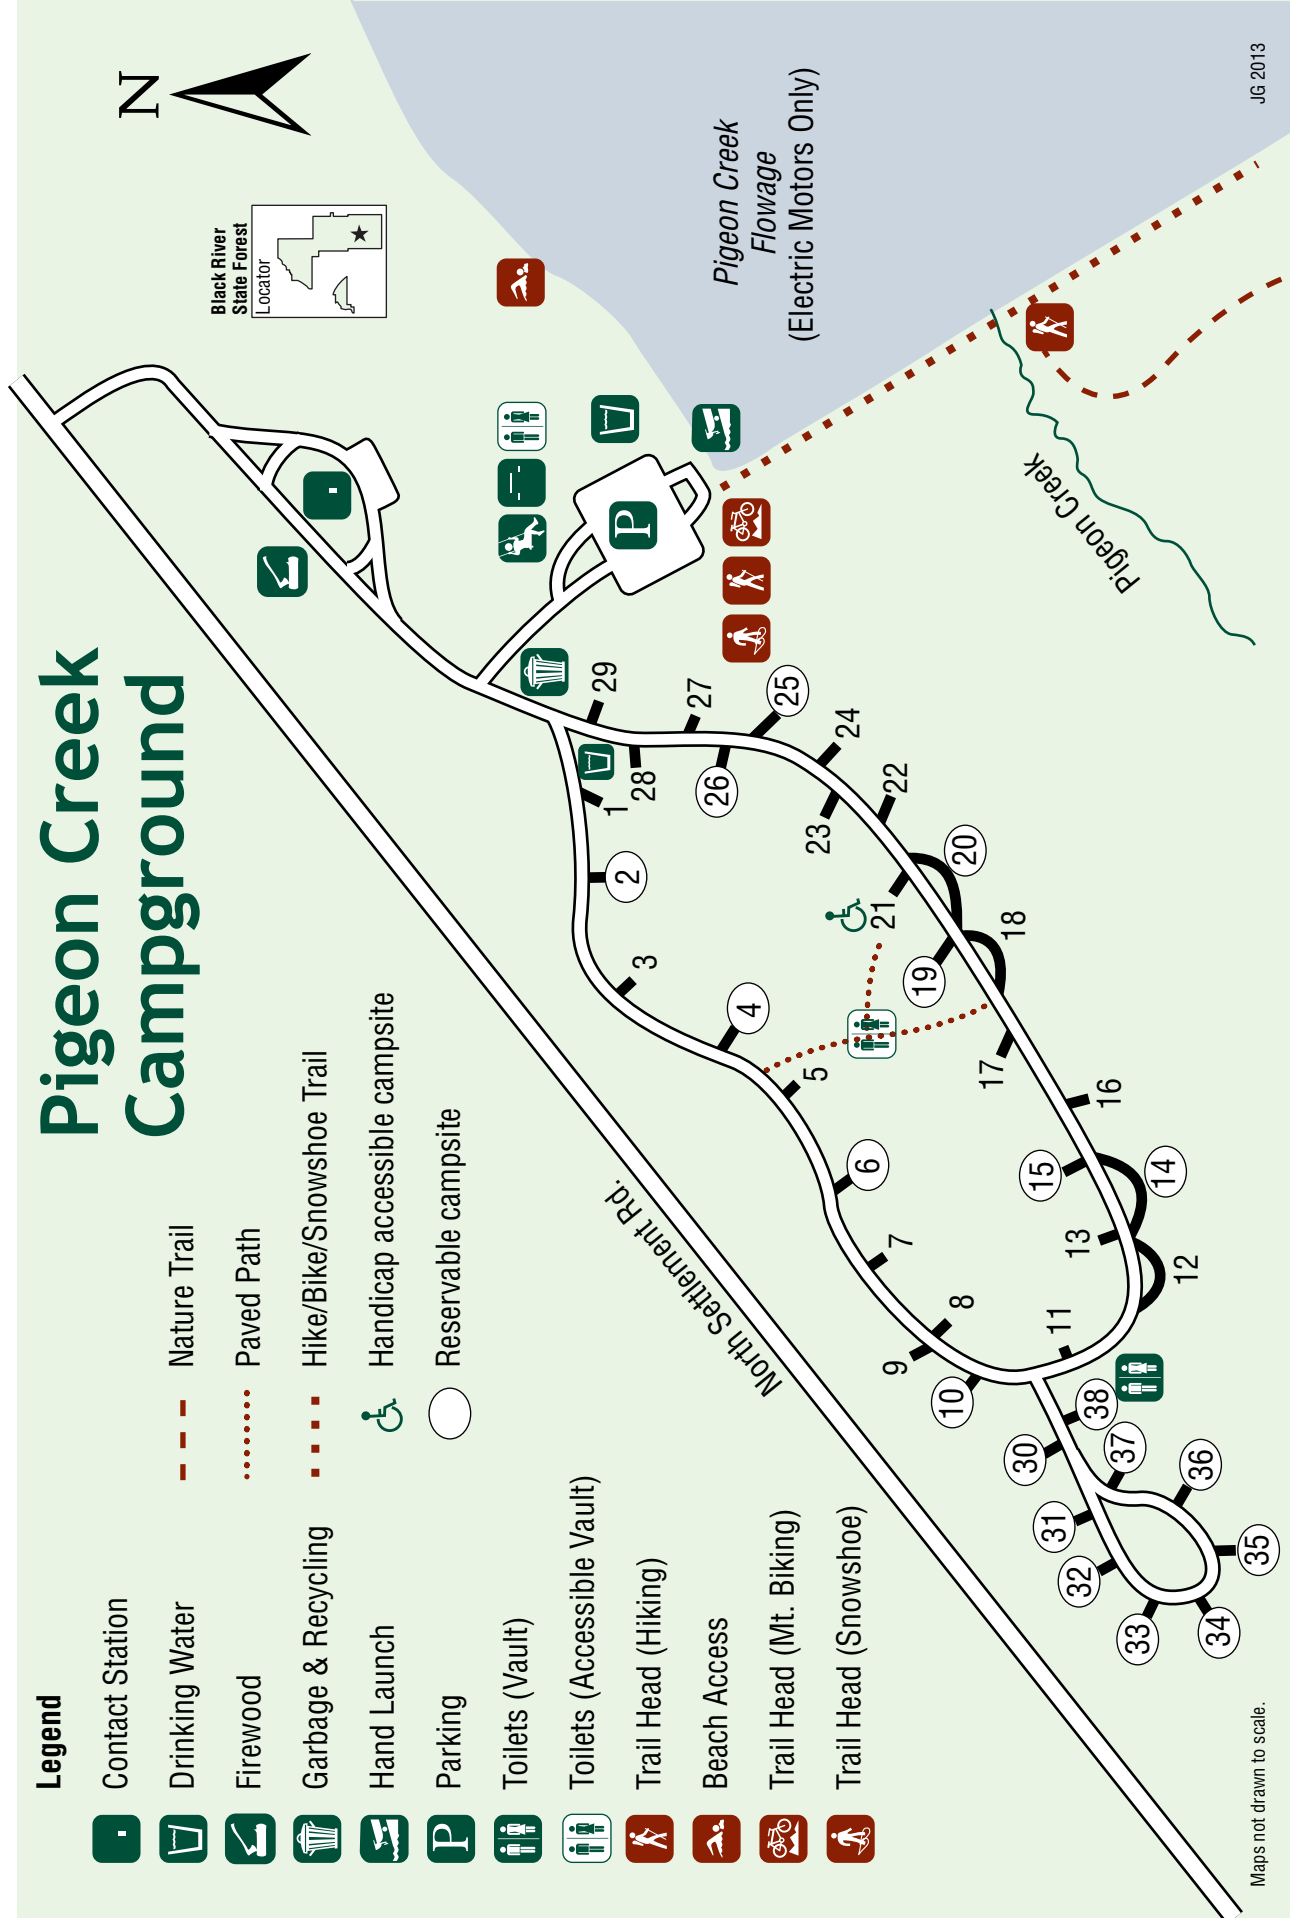 Pigeon Creek
Campground
N
Black River
State Forest
Locator
Legend
Contact Station
Drinking Water
Firewood
Garbage & Recycling
Hand Launch
Parking
Toilets (Vault)
Toilets (Accessible Vault)
Trail Head (Hiking)
Beach Access
Trail Head (Mt. Biking)
Trail Head (Snowshoe)
Nature Trail
Paved Path
Hike/Bike/Snowshoe Trail
Handicap accessible campsite
Reservable campsite
North Settlement Rd.
Pigeon Creek
Flowage
(Electric Motors Only)
Pigeon Creek
P
P
1
2
3
4
5
6
7
8
9
10
11
12
13
14
15
16
17
18
19
20
21
22
23
24
25
26
27
28
29
30
31
32
33
34
35
36
37
38
Maps not drawn to scale.
JG 2013